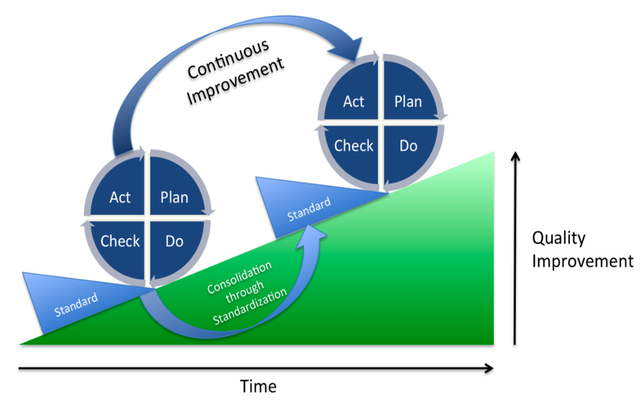 Continuous
Improvement
Act
Plan
Check
Do
Act
Plan
Check
Do
Standard
Standard
Consolidation
through
Standardization
Quality
Improvement
Time